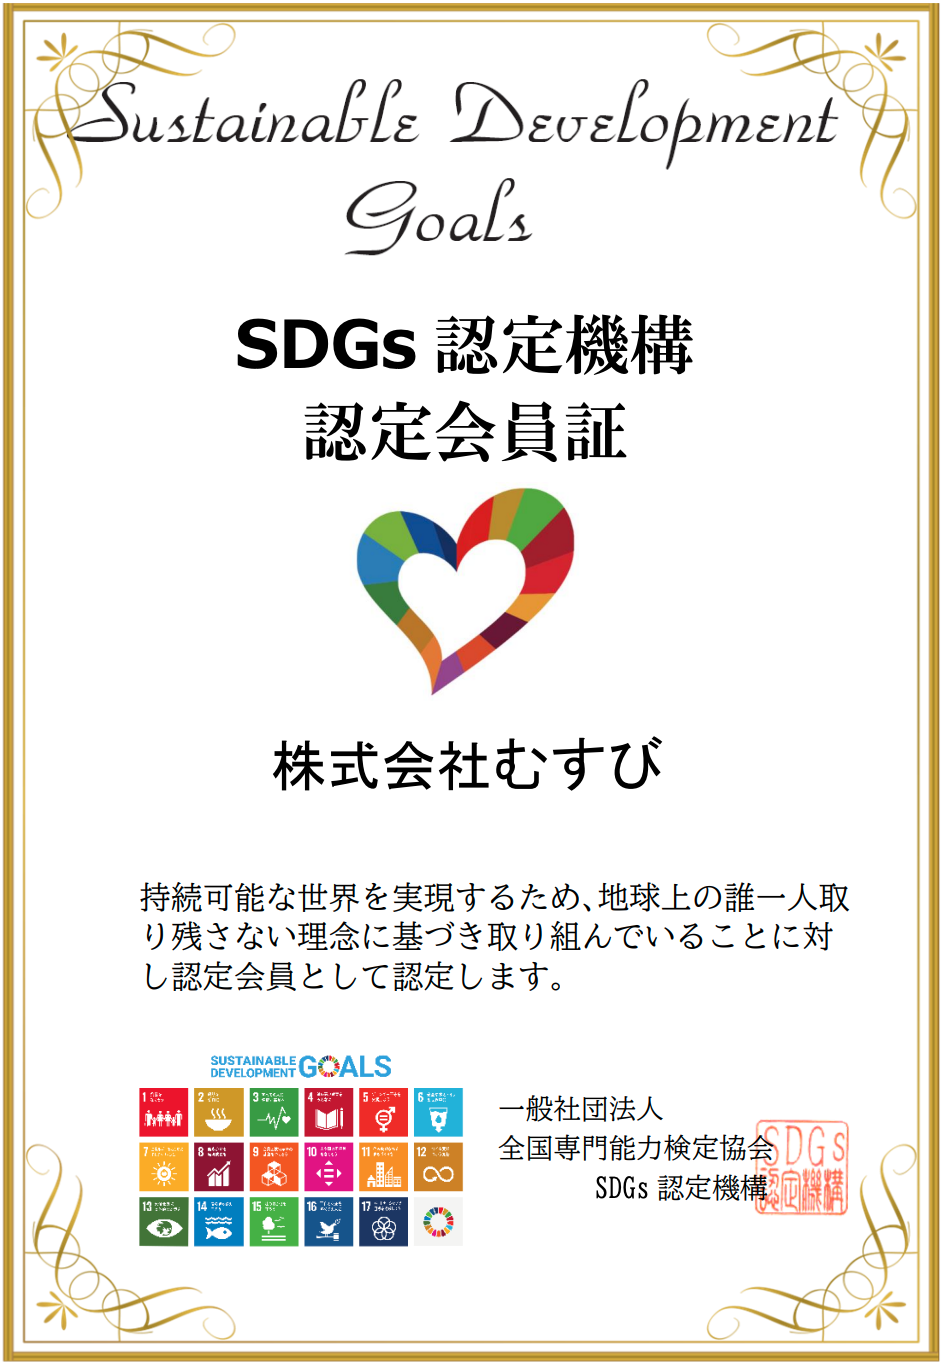 Sustainable Development
Goals
SDGs 認定機構
認定会員証
株式会社むすび
持続可能な世界を実現するため、地球上の誰一人取
り残さない理念に基づき取り組んでいることに対
し認定会員として認定します。
SUSTAINABLE
DEVELOPMENT GOALS
1 2 3 4 5 6
7 8 9 10 11 12
13 14 15 16 17
一般社団法人
全国専門能力検定協会
SDGs 認定機構
SDGs
認定機構